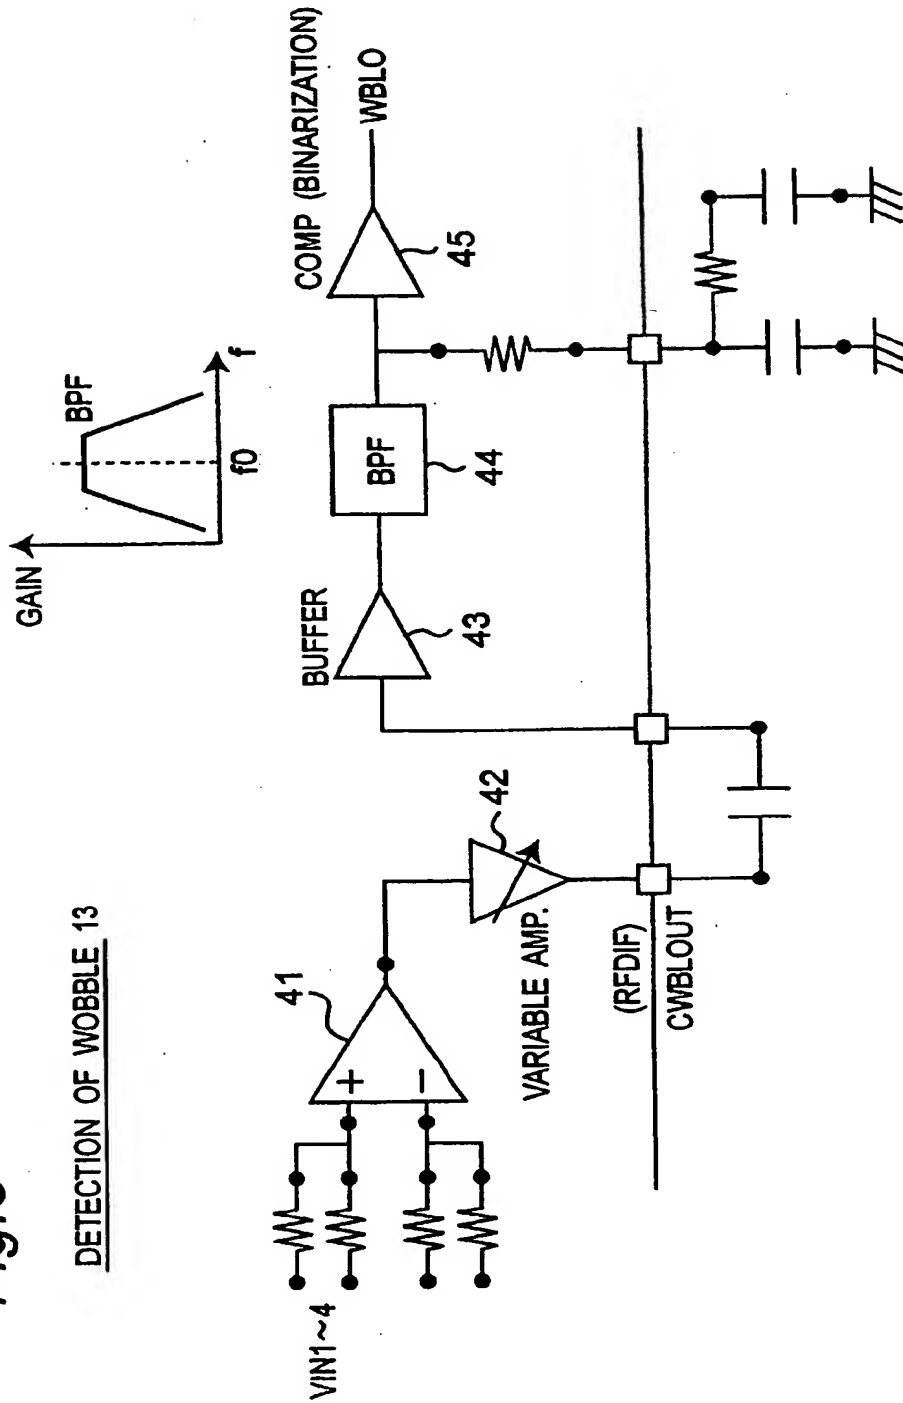 DETECTION OF WOBBLE 13
VIN1~4
+
−
41
VARIABLE AMP.
42
(RFDIF)
CWBLOUT
BUFFER
43
BPF
44
COMP (BINARIZATION)
45
WBLO
GAIN
BPF
f0
f